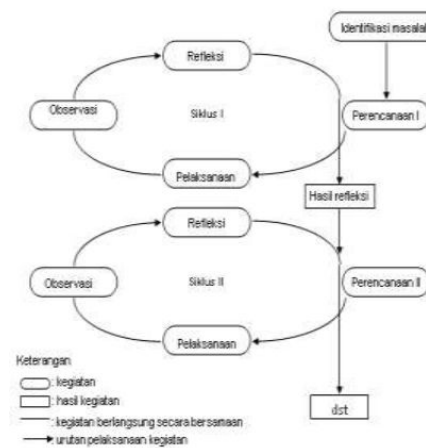 Identifikasi masalah
Refleksi
Observasi
Siklus I
Perencanaan I
Pelaksanaan
Hasil refleksi
Refleksi
Observasi
Siklus II
Perencanaan II
Pelaksanaan
dst
Keterangan
: kegiatan
: hasil kegiatan
: kegiatan berlangsung secara bersamaan
: urutan pelaksanaan kegiatan